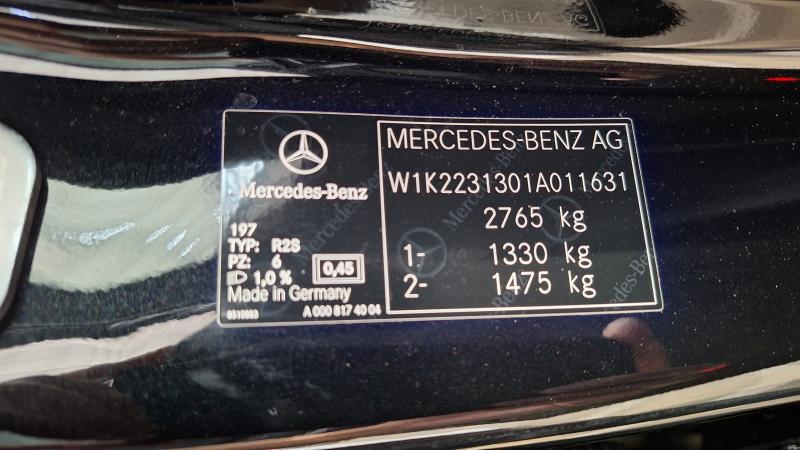 Mercedes-Benz
197
TYP: R2S
PZ: 6
1,0 %
0,45
Made in Germany
A 000 817 40 04
MERCEDES-BENZ AG
W1K2231301A011631
2765 kg
1- 1330 kg
2- 1475 kg